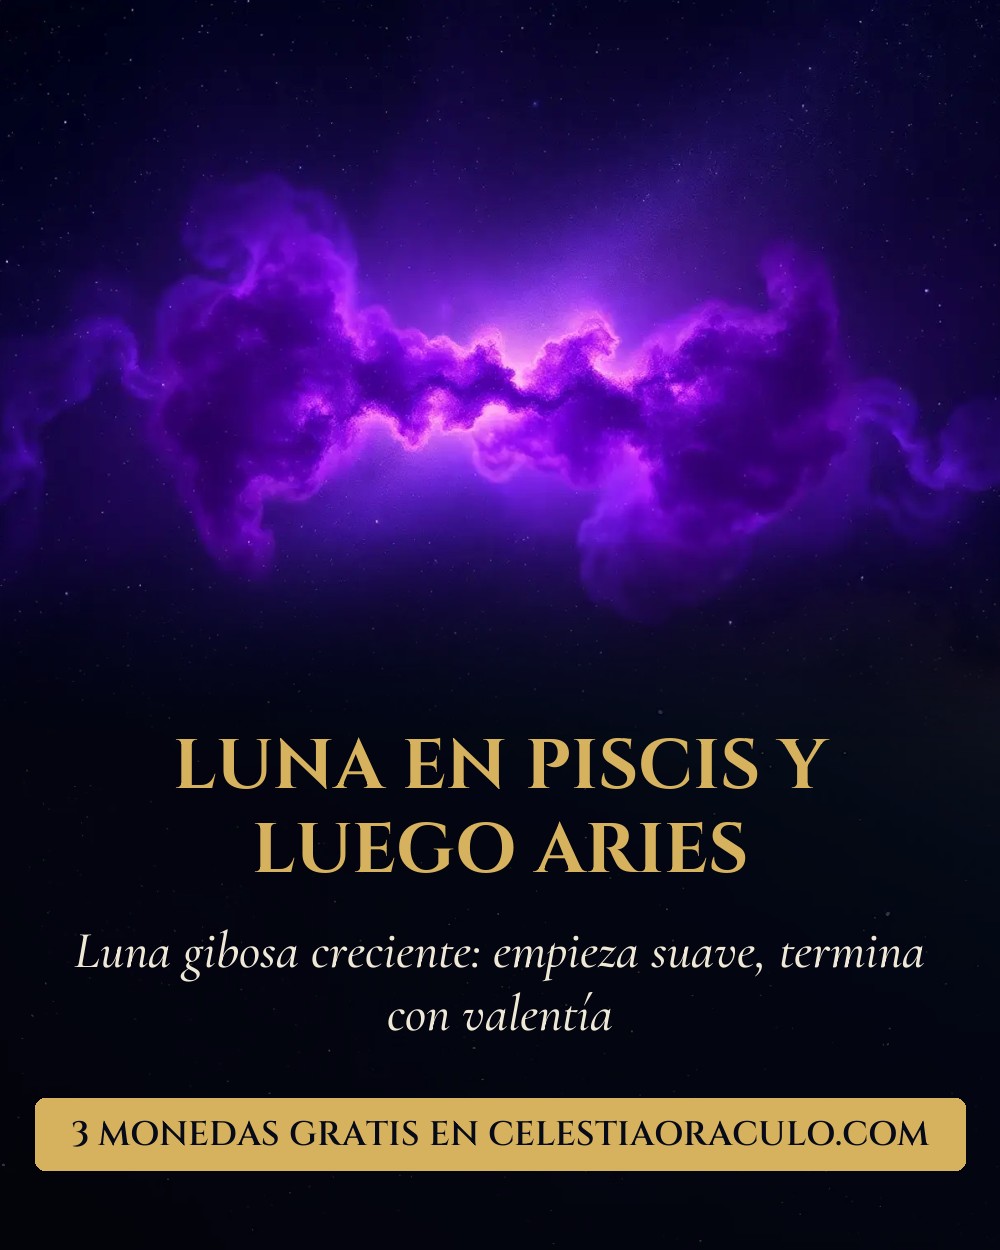 LUNA EN PISCIS Y
LUEGO ARIES
Luna gibosa creciente: empieza suave, termina
con valentía
3 MONEDAS GRATIS EN CELESTIAORACULO.COM